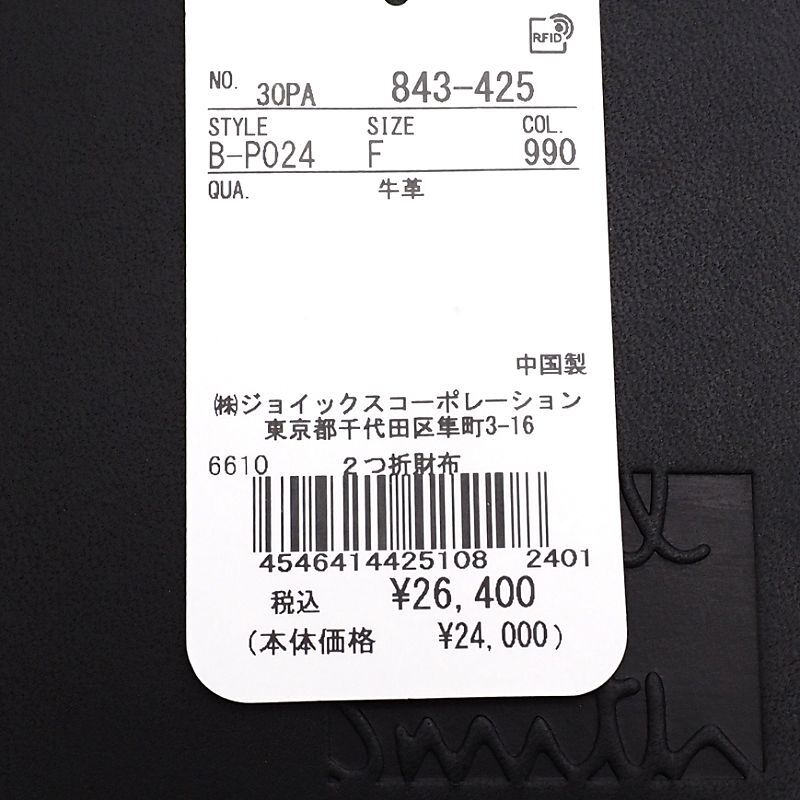 RFID
NO. 30PA 843-425
STYLE SIZE COL.
B-P024 F 990
QUA. 牛革
中国製
㈱ジョイックスコーポレーション
東京都千代田区隼町3-16
6610 2つ折財布
4546414425108 2401
税込 ¥26,400
(本体価格 ¥24,000)
Smith